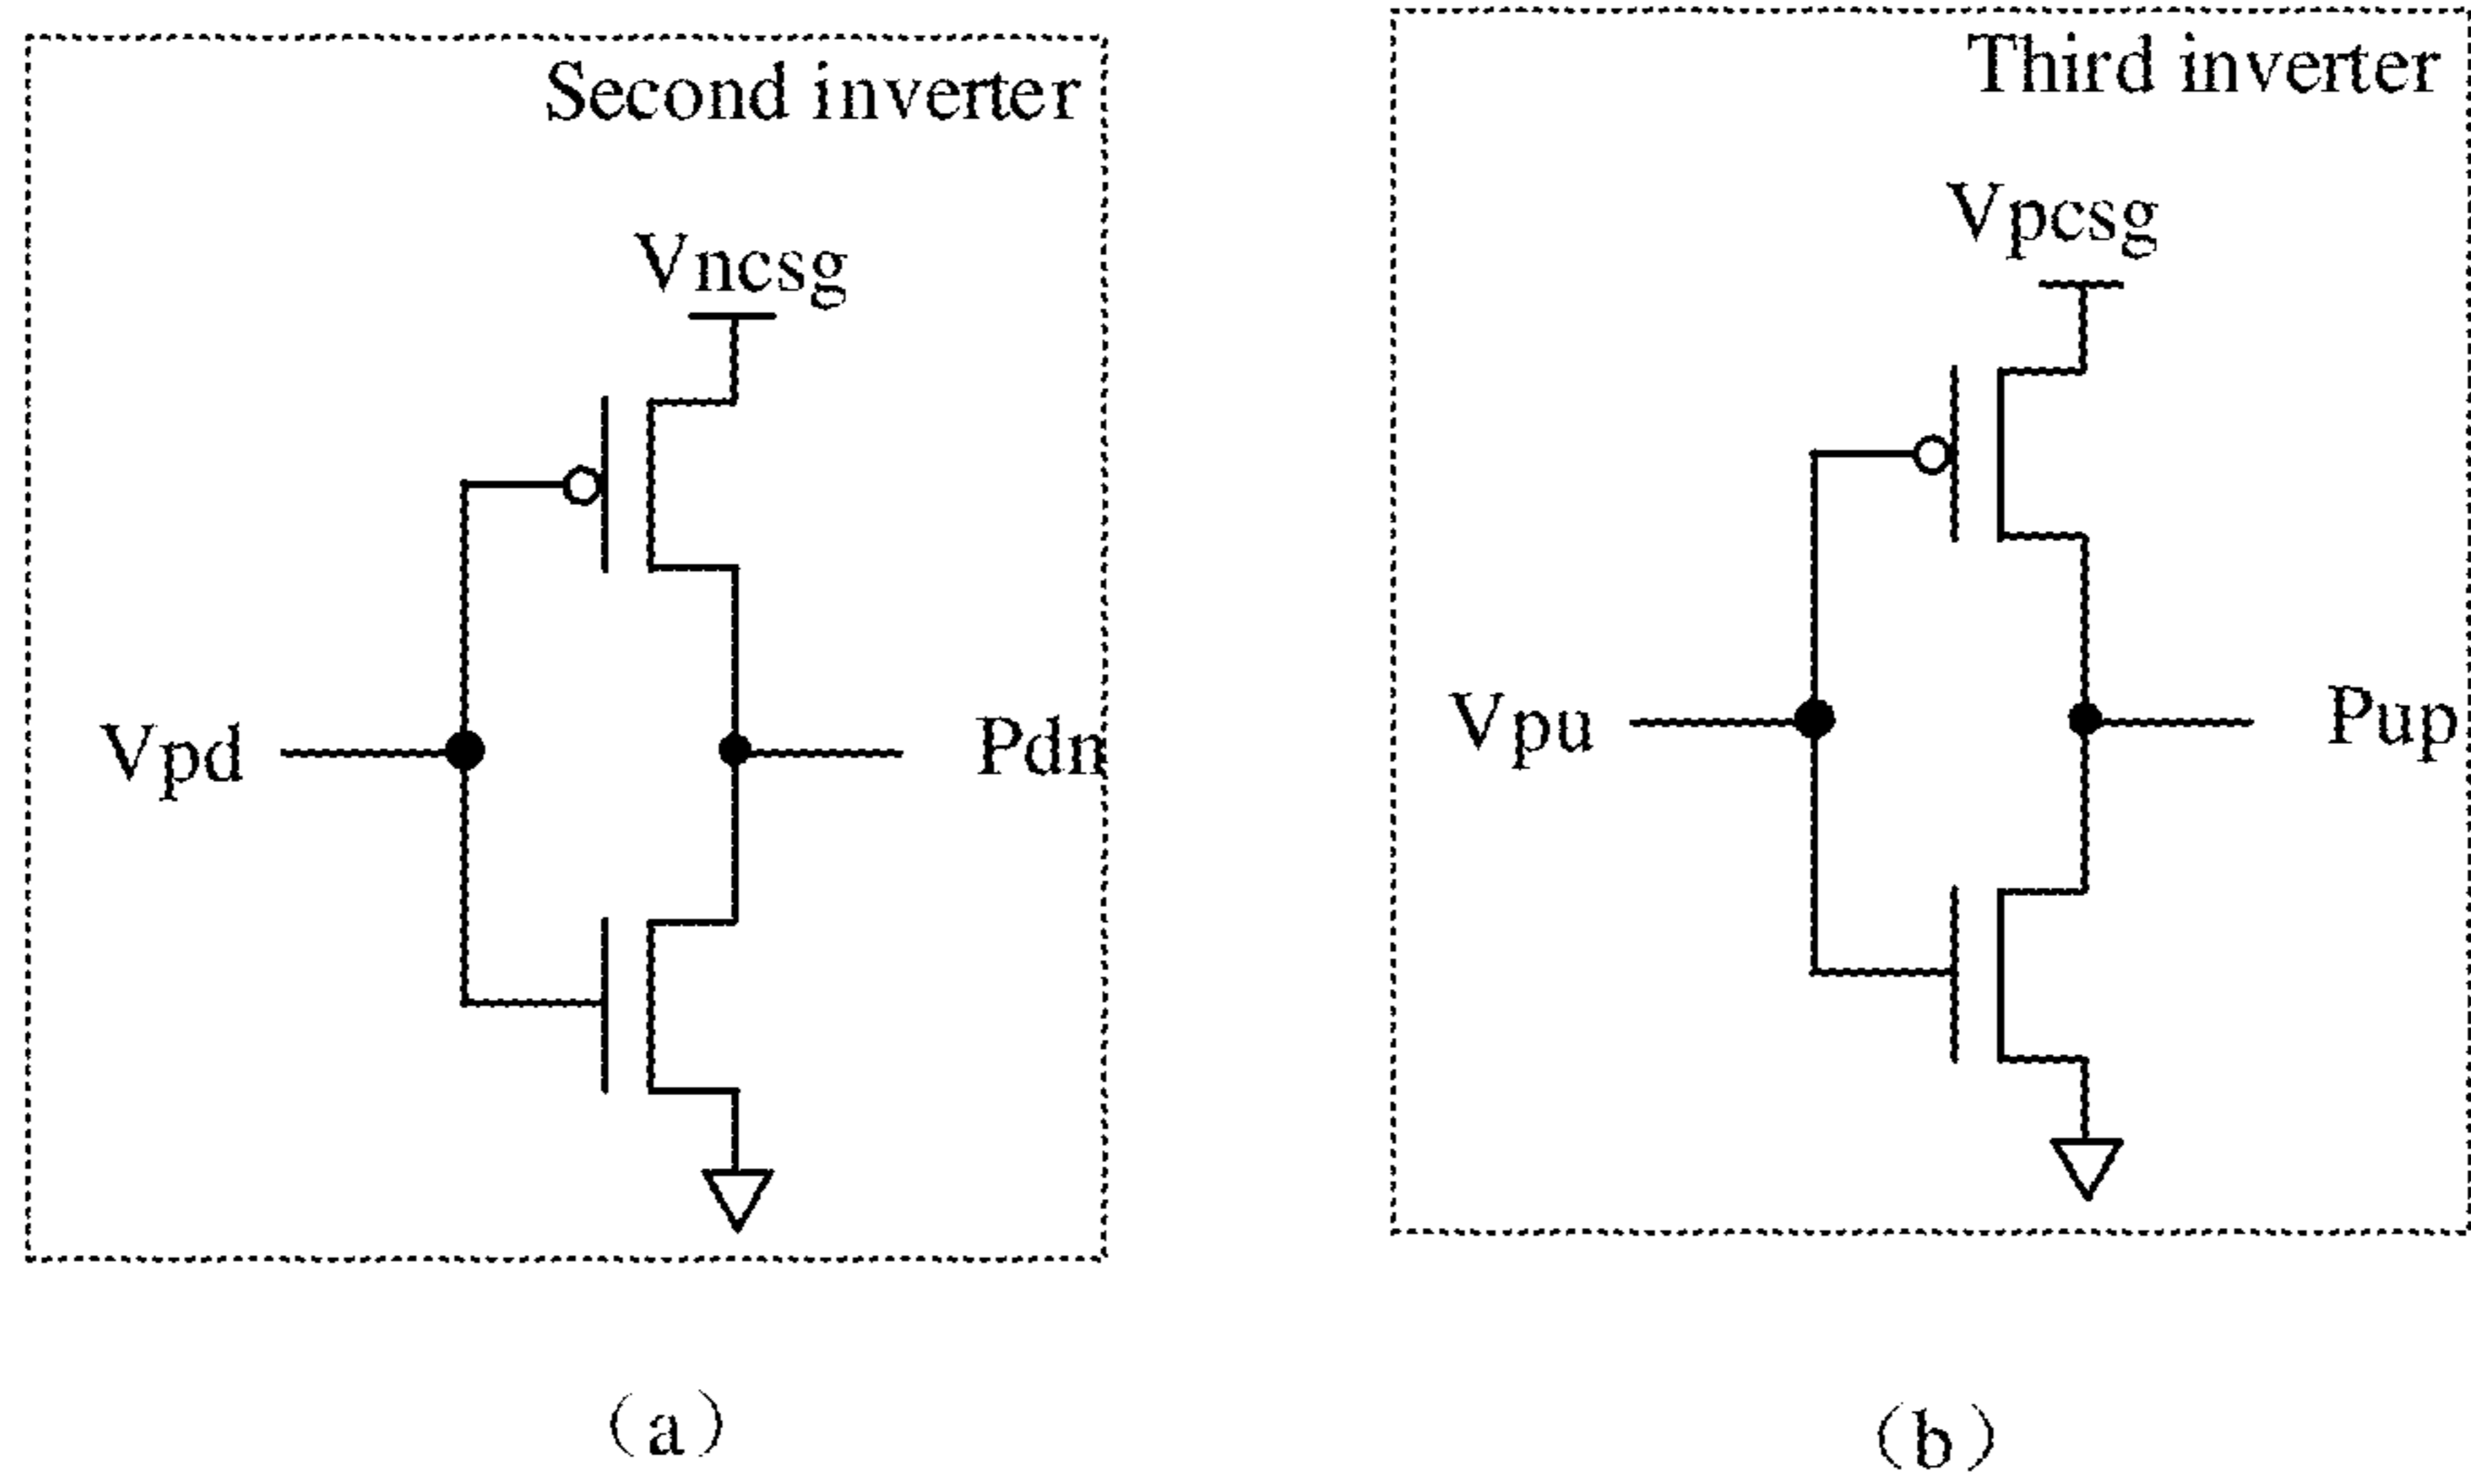 Second inverter
Vncsg
Vpd
Pdn
(a)
Third inverter
Vpcsg
Vpu
Pup
(b)